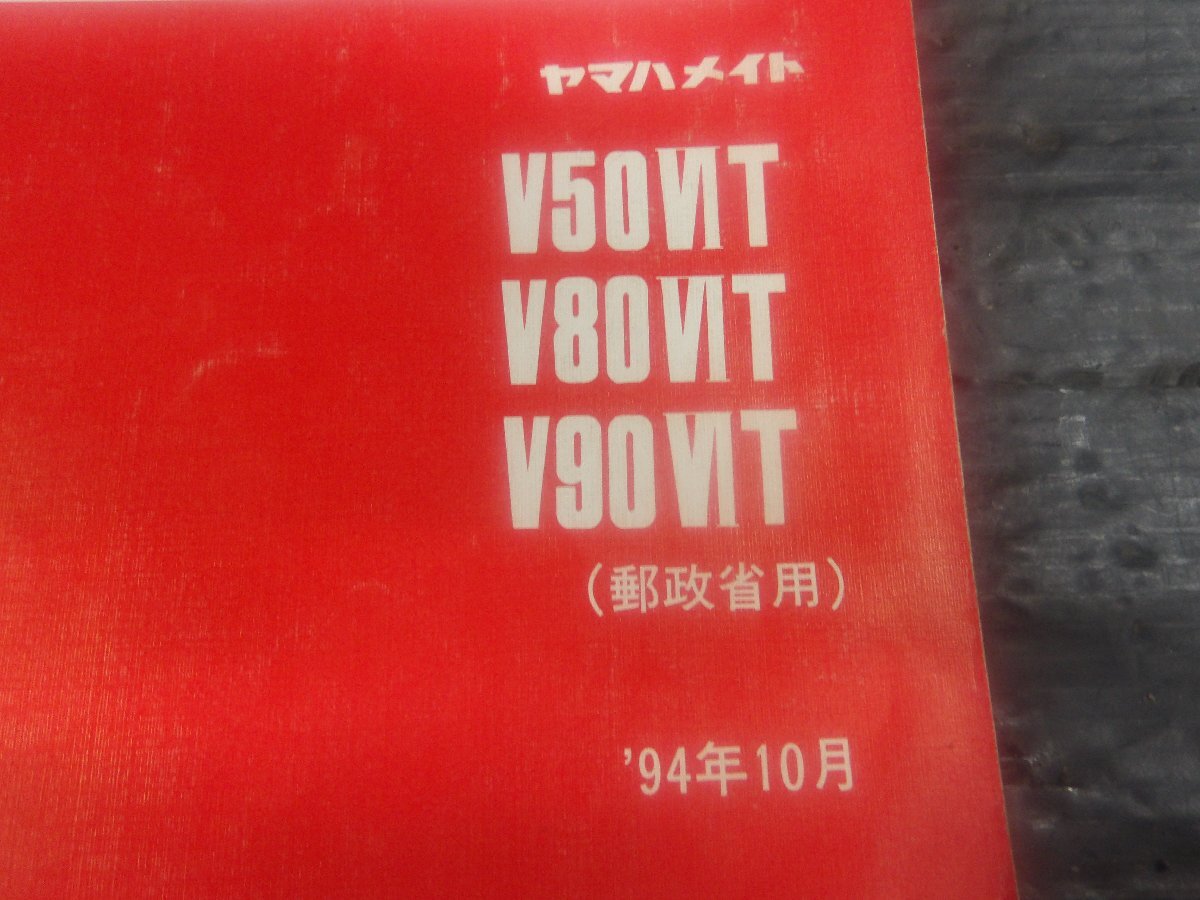 ヤマハメイト
V50ⅥT
V80ⅥT
V90ⅥT
(郵政省用)
'94年10月